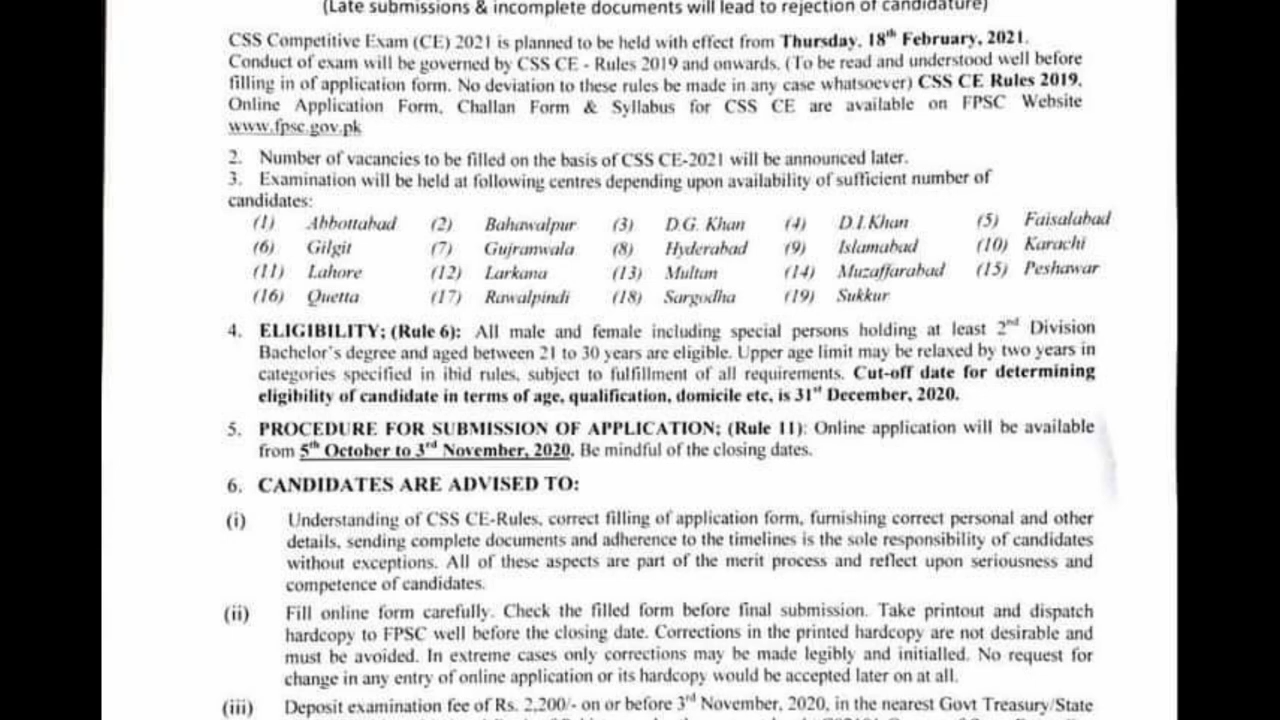 (Late submissions & incomplete documents will lead to rejection of candidature)
CSS Competitive Exam (CE) 2021 is planned to be held with effect from Thursday, 18th February, 2021.
Conduct of exam will be governed by CSS CE - Rules 2019 and onwards. (To be read and understood well before
filling in of application form. No deviation to these rules be made in any case whatsoever) CSS CE Rules 2019,
Online Application Form, Challan Form & Syllabus for CSS CE are available on FPSC Website
www.fpsc.gov.pk
2. Number of vacancies to be filled on the basis of CSS CE-2021 will be announced later.
3. Examination will be held at following centres depending upon availability of sufficient number of
candidates:
(1) Abbottabad (2) Bahawalpur (3) D.G. Khan (4) D.I.Khan (5) Faisalabad
(6) Gilgit (7) Gujranwala (8) Hyderabad (9) Islamabad (10) Karachi
(11) Lahore (12) Larkana (13) Multan (14) Muzaffarabad (15) Peshawar
(16) Quetta (17) Rawalpindi (18) Sargodha (19) Sukkur
4. ELIGIBILITY; (Rule 6): All male and female including special persons holding at least 2nd Division
Bachelor's degree and aged between 21 to 30 years are eligible. Upper age limit may be relaxed by two years in
categories specified in ibid rules, subject to fulfillment of all requirements. Cut-off date for determining
eligibility of candidate in terms of age, qualification, domicile etc, is 31st December, 2020.
5. PROCEDURE FOR SUBMISSION OF APPLICATION; (Rule 11): Online application will be available
from 5th October to 3rd November, 2020. Be mindful of the closing dates.
6. CANDIDATES ARE ADVISED TO:
(i) Understanding of CSS CE-Rules, correct filling of application form, furnishing correct personal and other
details, sending complete documents and adherence to the timelines is the sole responsibility of candidates
without exceptions. All of these aspects are part of the merit process and reflect upon seriousness and
competence of candidates.
(ii) Fill online form carefully. Check the filled form before final submission. Take printout and dispatch
hardcopy to FPSC well before the closing date. Corrections in the printed hardcopy are not desirable and
must be avoided. In extreme cases only corrections may be made legibly and initialled. No request for
change in any entry of online application or its hardcopy would be accepted later on at all.
(iii) Deposit examination fee of Rs. 2,200/- on or before 3rd November, 2020, in the nearest Govt Treasury/State